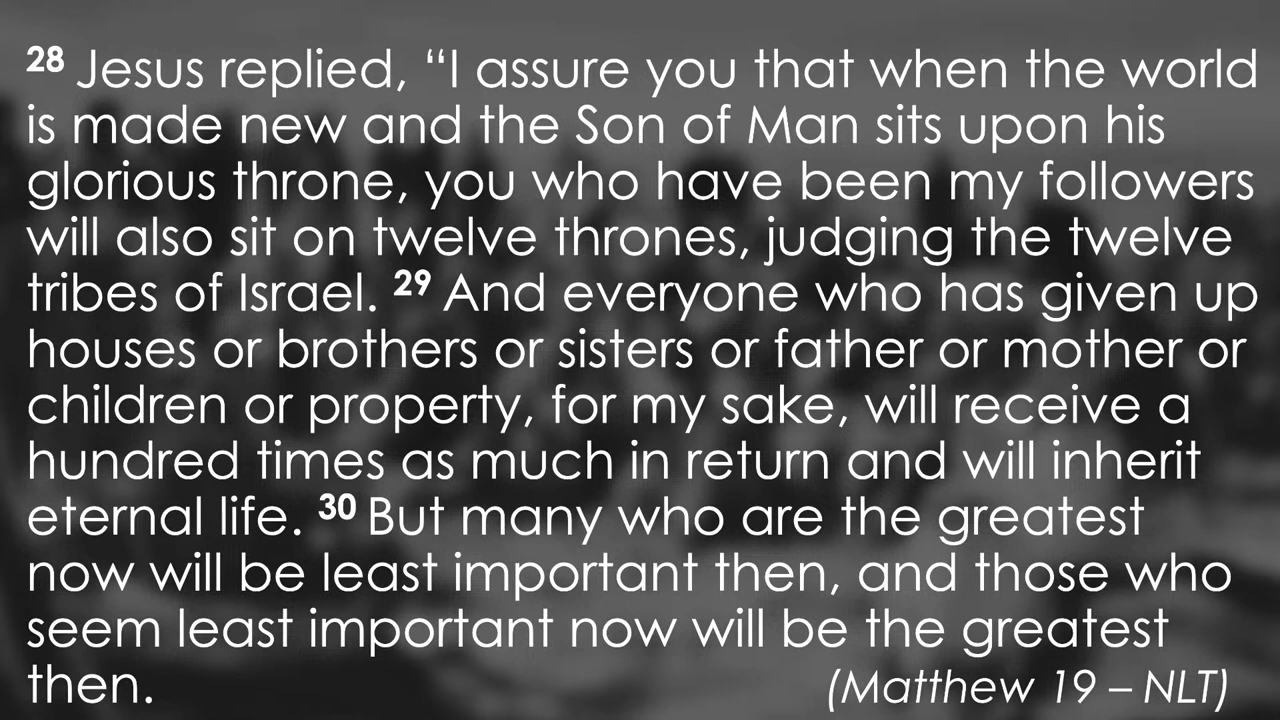 28 Jesus replied, “I assure you that when the world
is made new and the Son of Man sits upon his
glorious throne, you who have been my followers
will also sit on twelve thrones, judging the twelve
tribes of Israel. 29 And everyone who has given up
houses or brothers or sisters or father or mother or
children or property, for my sake, will receive a
hundred times as much in return and will inherit
eternal life. 30 But many who are the greatest
now will be least important then, and those who
seem least important now will be the greatest
then. (Matthew 19 – NLT)